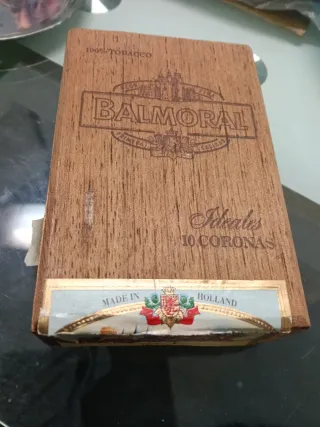 100% TOBACCO
BALMORAL
Ideales
10 CORONAS
MADE IN HOLLAND